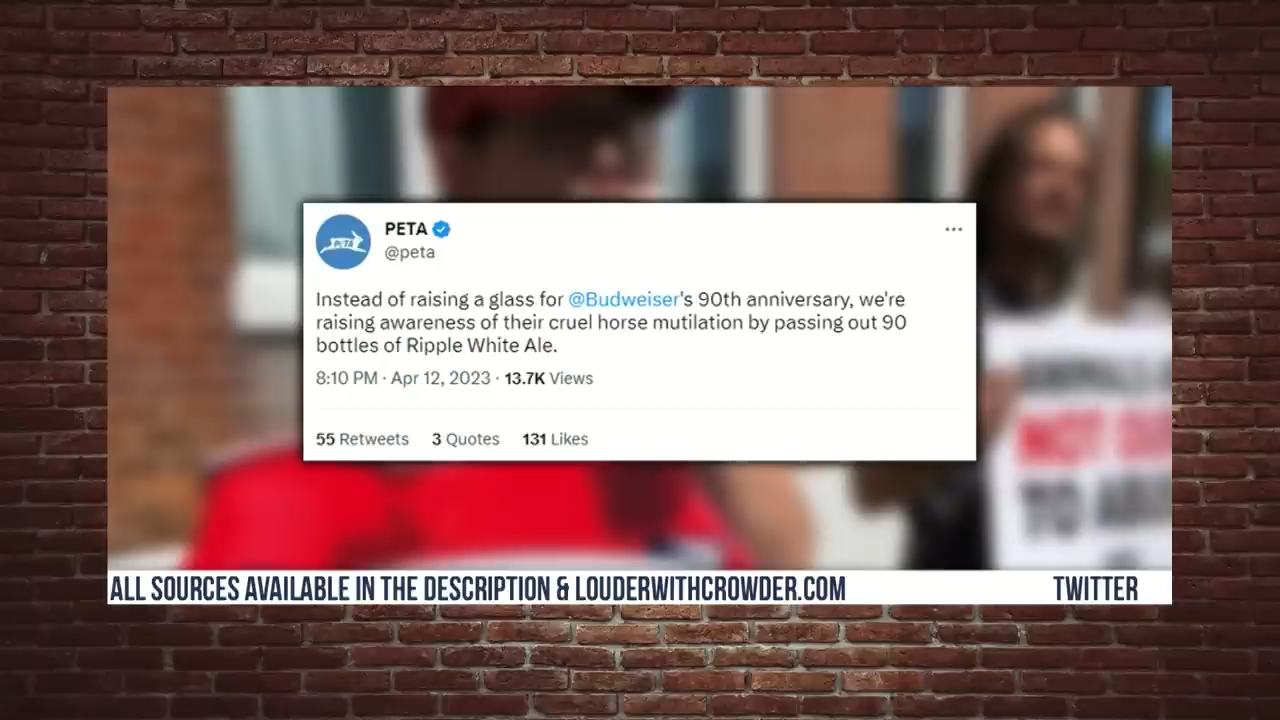 PETA
@peta
Instead of raising a glass for @Budweiser's 90th anniversary, we're
raising awareness of their cruel horse mutilation by passing out 90
bottles of Ripple White Ale.
8:10 PM · Apr 12, 2023 · 13.7K Views
55 Retweets 3 Quotes 131 Likes
NOT
TO
ALL SOURCES AVAILABLE IN THE DESCRIPTION & LOUDERWITHCROWDER.COM
TWITTER